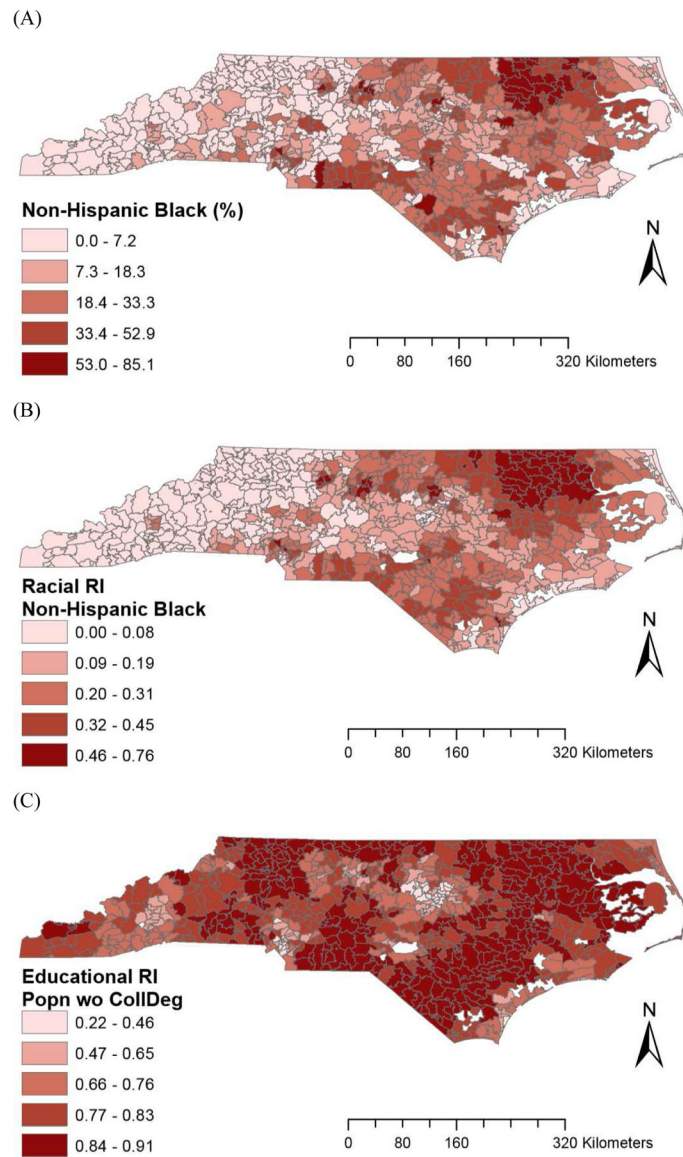 (A)
Non-Hispanic Black (%)
0.0 - 7.2
7.3 - 18.3
18.4 - 33.3
33.4 - 52.9
53.0 - 85.1
N
0 80 160 320 Kilometers
(B)
Racial RI
Non-Hispanic Black
0.00 - 0.08
0.09 - 0.19
0.20 - 0.31
0.32 - 0.45
0.46 - 0.76
N
0 80 160 320 Kilometers
(C)
Educational RI
Popn wo CollDeg
0.22 - 0.46
0.47 - 0.65
0.66 - 0.76
0.77 - 0.83
0.84 - 0.91
N
0 80 160 320 Kilometers